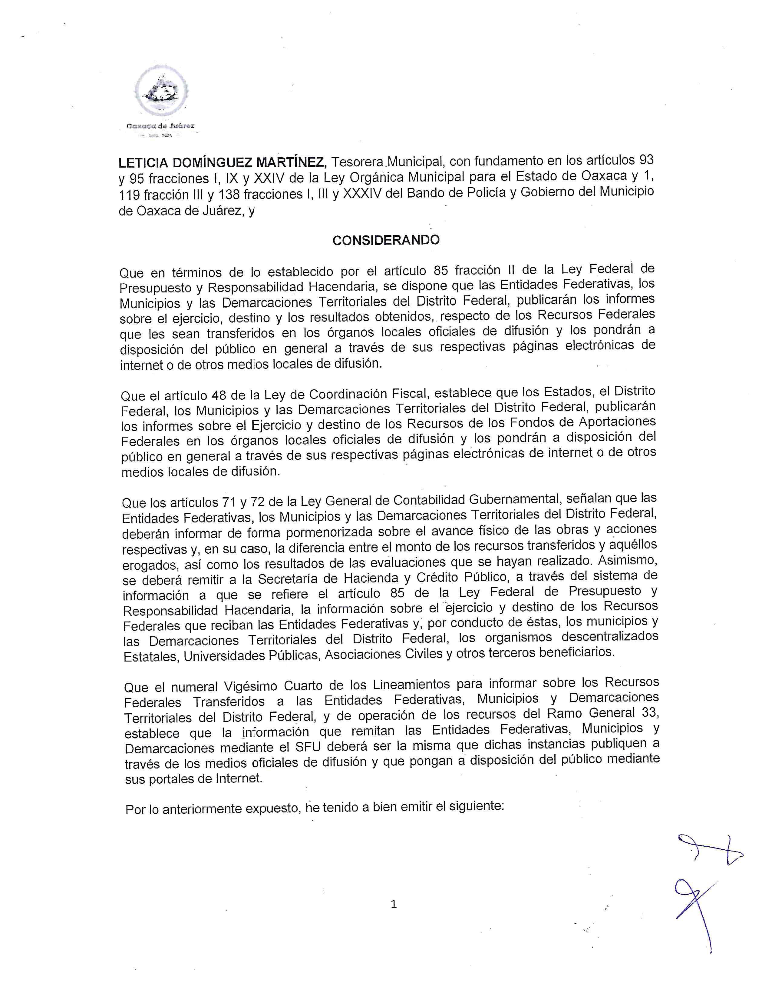 Oaxaca de Juárez
2022 2024
LETICIA DOMÍNGUEZ MARTÍNEZ, Tesorera Municipal, con fundamento en los artículos 93
y 95 fracciones I, IX y XXIV de la Ley Orgánica Municipal para el Estado de Oaxaca y 1,
119 fracción III y 138 fracciones I, III y XXXIV del Bando de Policía y Gobierno del Municipio
de Oaxaca de Juárez, y
CONSIDERANDO
Que en términos de lo establecido por el artículo 85 fracción II de la Ley Federal de
Presupuesto y Responsabilidad Hacendaria, se dispone que las Entidades Federativas, los
Municipios y las Demarcaciones Territoriales del Distrito Federal, publicarán los informes
sobre el ejercicio, destino y los resultados obtenidos, respecto de los Recursos Federales
que les sean transferidos en los órganos locales oficiales de difusión y los pondrán a
disposición del público en general a través de sus respectivas páginas electrónicas de
internet o de otros medios locales de difusión.
Que el artículo 48 de la Ley de Coordinación Fiscal, establece que los Estados, el Distrito
Federal, los Municipios y las Demarcaciones Territoriales del Distrito Federal, publicarán
los informes sobre el Ejercicio y destino de los Recursos de los Fondos de Aportaciones
Federales en los órganos locales oficiales de difusión y los pondrán a disposición del
público en general a través de sus respectivas páginas electrónicas de internet o de otros
medios locales de difusión.
Que los artículos 71 y 72 de la Ley General de Contabilidad Gubernamental, señalan que las
Entidades Federativas, los Municipios y las Demarcaciones Territoriales del Distrito Federal,
deberán informar de forma pormenorizada sobre el avance físico de las obras y acciones
respectivas y, en su caso, la diferencia entre el monto de los recursos transferidos y aquéllos
erogados, así como los resultados de las evaluaciones que se hayan realizado. Asimismo,
se deberá remitir a la Secretaría de Hacienda y Crédito Público, a través del sistema de
información a que se refiere el artículo 85 de la Ley Federal de Presupuesto y
Responsabilidad Hacendaria, la información sobre el ejercicio y destino de los Recursos
Federales que reciban las Entidades Federativas y, por conducto de éstas, los municipios y
las Demarcaciones Territoriales del Distrito Federal, los organismos descentralizados
Estatales, Universidades Públicas, Asociaciones Civiles y otros terceros beneficiarios.
Que el numeral Vigésimo Cuarto de los Lineamientos para informar sobre los Recursos
Federales Transferidos a las Entidades Federativas, Municipios y Demarcaciones
Territoriales del Distrito Federal, y de operación de los recursos del Ramo General 33,
establece que la información que remitan las Entidades Federativas, Municipios y
Demarcaciones mediante el SFU deberá ser la misma que dichas instancias publiquen a
través de los medios oficiales de difusión y que pongan a disposición del público mediante
sus portales de Internet.
Por lo anteriormente expuesto, he tenido a bien emitir el siguiente:
1